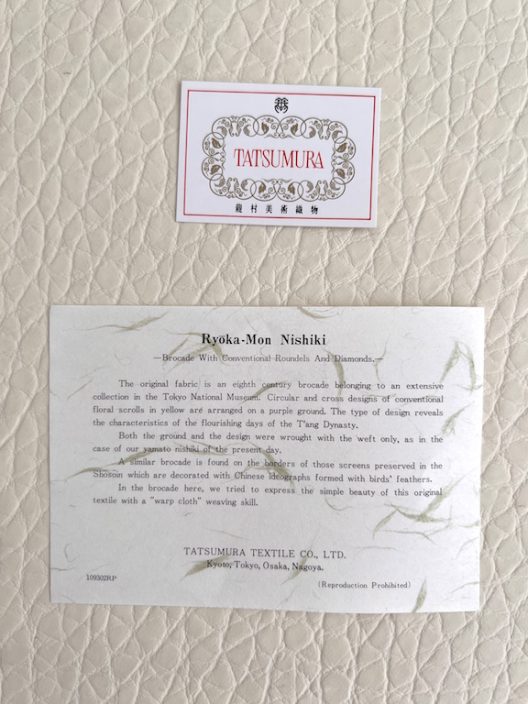 TATSUMURA
龍村美術織物
Ryoka-Mon Nishiki
—Brocade With Conventional Roundels And Diamonds.—
The original fabric is an eighth century brocade belonging to an extensive
collection in the Tokyo National Museum. Circular and cross designs of conventional
floral scrolls in yellow are arranged on a purple ground. The type of design reveals
the characteristics of the flourishing days of the T'ang Dynasty.
Both the ground and the design were wrought with the weft only, as in the
case of our yamato nishiki of the present day.
A similar brocade is found on the borders of those screens preserved in the
Shosoin which are decorated with Chinese ideographs formed with birds' feathers.
In the brocade here, we tried to express the simple beauty of this original
textile with a "warp cloth" weaving skill.
TATSUMURA TEXTILE CO., LTD.
Kyoto, Tokyo, Osaka, Nagoya.
109302RP
(Reproduction Prohibited)